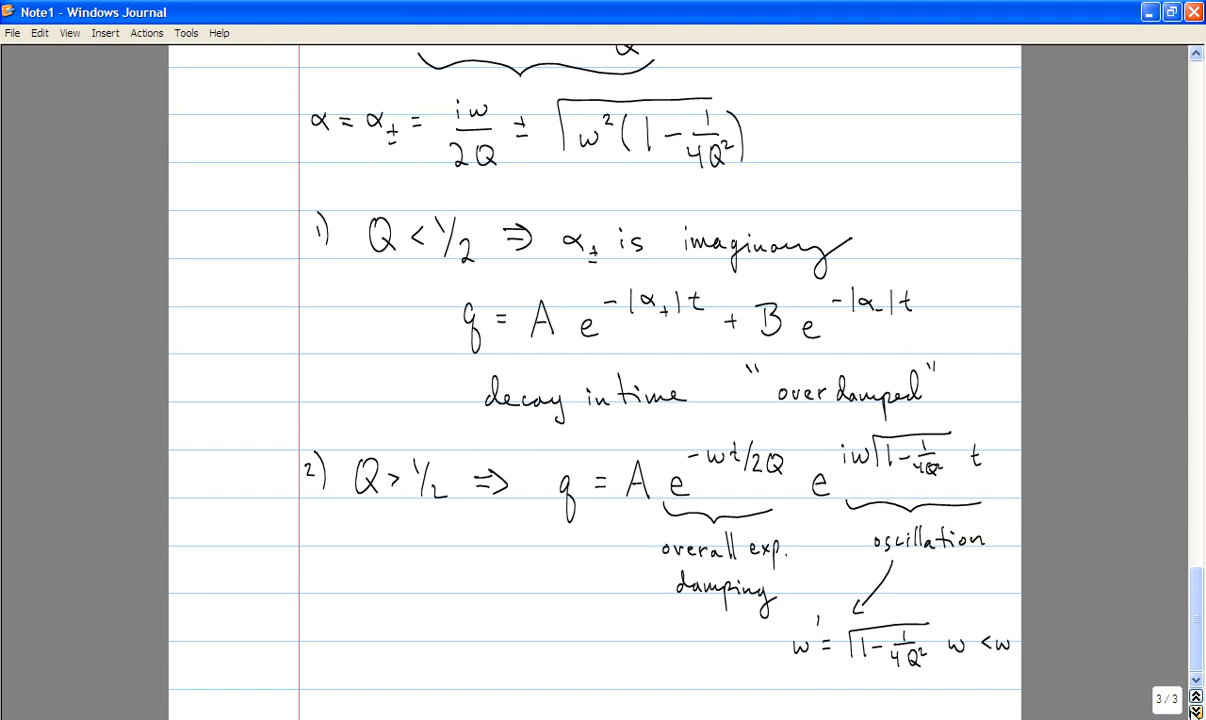 Note1 - Windows Journal
File Edit View Insert Actions Tools Help
Q
α = α± = iω/2Q ± √ω²(1 - 1/4Q²)
1) Q < 1/2 ⇒ α± is imaginary
q = A e^{-|α₊|t} + B e^{-|α₋|t}
decay in time "overdamped"
2) Q > 1/2 ⇒ q = A e^{-ωt/2Q} e^{iω√(1 - 1/4Q²) t}
overall exp. oscillation
damping
ω' = √(1 - 1/4Q²) ω < ω
3 / 3